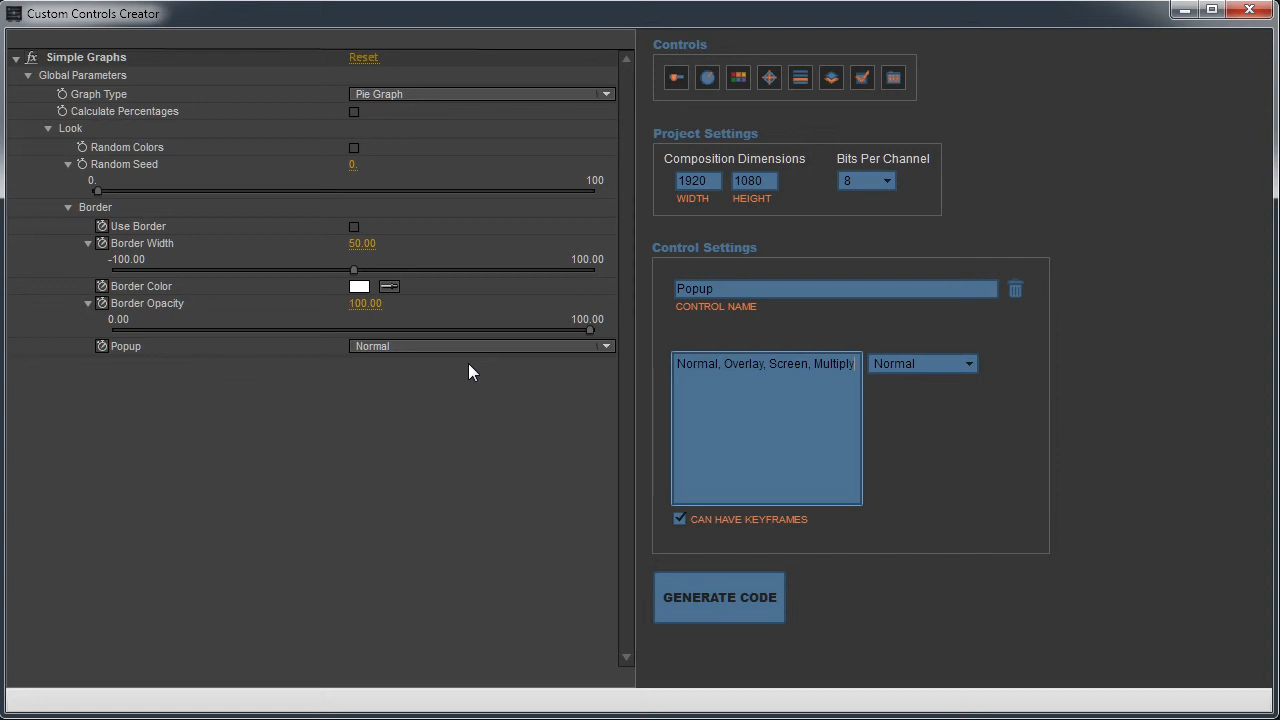 Custom Controls Creator
fx Simple Graphs Reset
Global Parameters
Graph Type Pie Graph
Calculate Percentages
Look
Random Colors
Random Seed 0.
0. 100
Border
Use Border
Border Width 50.00
-100.00 100.00
Border Color
Border Opacity 100.00
0.00 100.00
Popup Normal
Controls
Project Settings
Composition Dimensions Bits Per Channel
1920 1080 8
WIDTH HEIGHT
Control Settings
Popup
CONTROL NAME
Normal, Overlay, Screen, Multiply Normal
CAN HAVE KEYFRAMES
GENERATE CODE